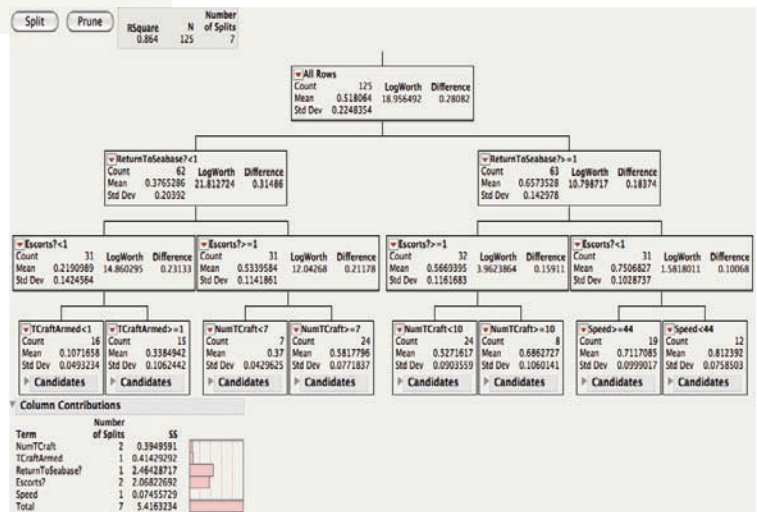 Split Prune RSquare N Number of Splits
0.864 125 7
All Rows
Count 125 LogWorth Difference
Mean 0.518064 18.956492 0.28082
Std Dev 0.2248354
ReturnToSeabase?<1
Count 62 LogWorth Difference
Mean 0.3765286 21.812724 0.31486
Std Dev 0.20392
ReturnToSeabase?>=1
Count 63 LogWorth Difference
Mean 0.6573528 10.798717 0.18374
Std Dev 0.142978
Escorts?<1
Count 31 LogWorth Difference
Mean 0.2190989 14.860295 0.23133
Std Dev 0.1424564
Escorts?>=1
Count 31 LogWorth Difference
Mean 0.5339584 12.04268 0.21178
Std Dev 0.1141861
Escorts?>=1
Count 32 LogWorth Difference
Mean 0.5669395 3.9623864 0.15911
Std Dev 0.1161683
Escorts?<1
Count 31 LogWorth Difference
Mean 0.7506827 1.5818011 0.10068
Std Dev 0.1028737
TCraftArmed<1
Count 16
Mean 0.1071658
Std Dev 0.0493234
Candidates
TCraftArmed>=1
Count 15
Mean 0.3384942
Std Dev 0.1062442
Candidates
NumTCraft<7
Count 7
Mean 0.37
Std Dev 0.0429625
Candidates
NumTCraft>=7
Count 24
Mean 0.5817796
Std Dev 0.0771837
Candidates
NumTCraft<10
Count 24
Mean 0.5271617
Std Dev 0.0903559
Candidates
NumTCraft>=10
Count 8
Mean 0.6862727
Std Dev 0.1060141
Candidates
Speed>=44
Count 19
Mean 0.7117085
Std Dev 0.0999017
Candidates
Speed<44
Count 12
Mean 0.812392
Std Dev 0.0758503
Candidates
Column Contributions
Term Number of Splits SS
NumTCraft 2 0.3949591
TCraftArmed 1 0.41429292
ReturnToSeabase? 1 2.46428717
Escorts? 2 2.06822692
Speed 1 0.07455729
Total 7 5.4163234